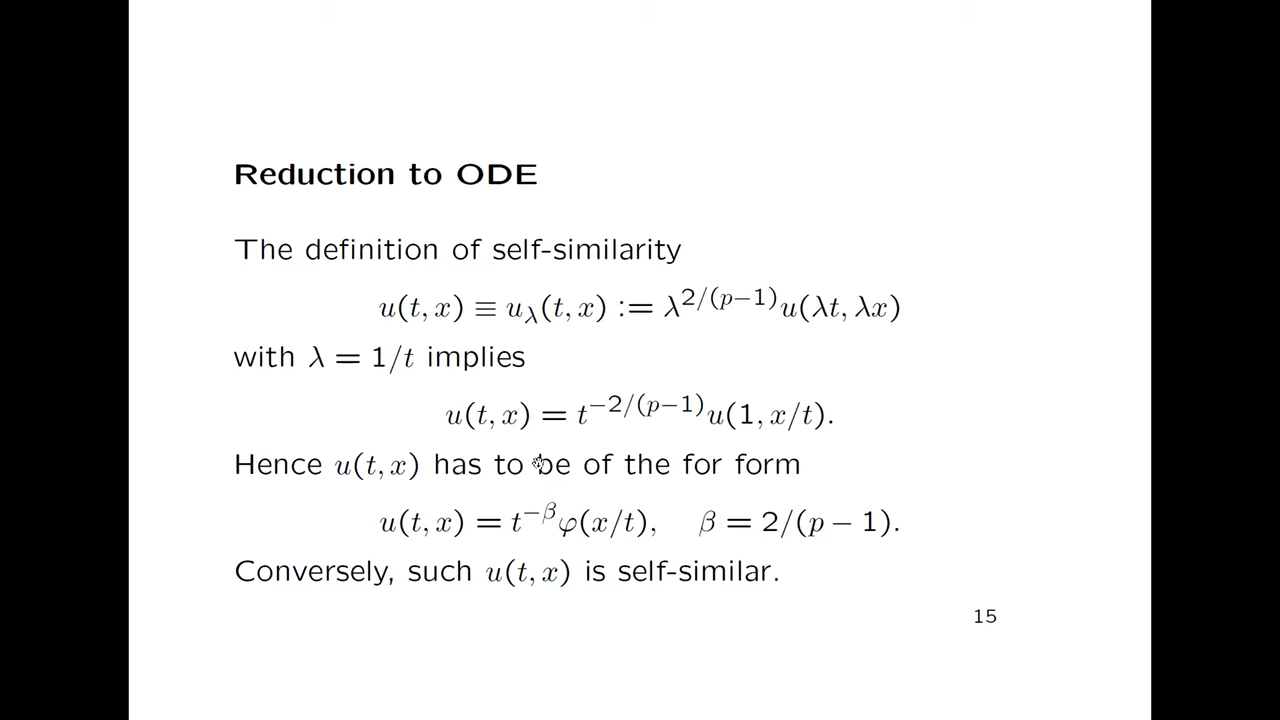 Reduction to ODE
The definition of self-similarity
u(t, x) ≡ u_λ(t, x) := λ^{2/(p−1)}u(λt, λx)
with λ = 1/t implies
u(t, x) = t^{−2/(p−1)}u(1, x/t).
Hence u(t, x) has to be of the for form
u(t, x) = t^{−β}φ(x/t), β = 2/(p − 1).
Conversely, such u(t, x) is self-similar.
15